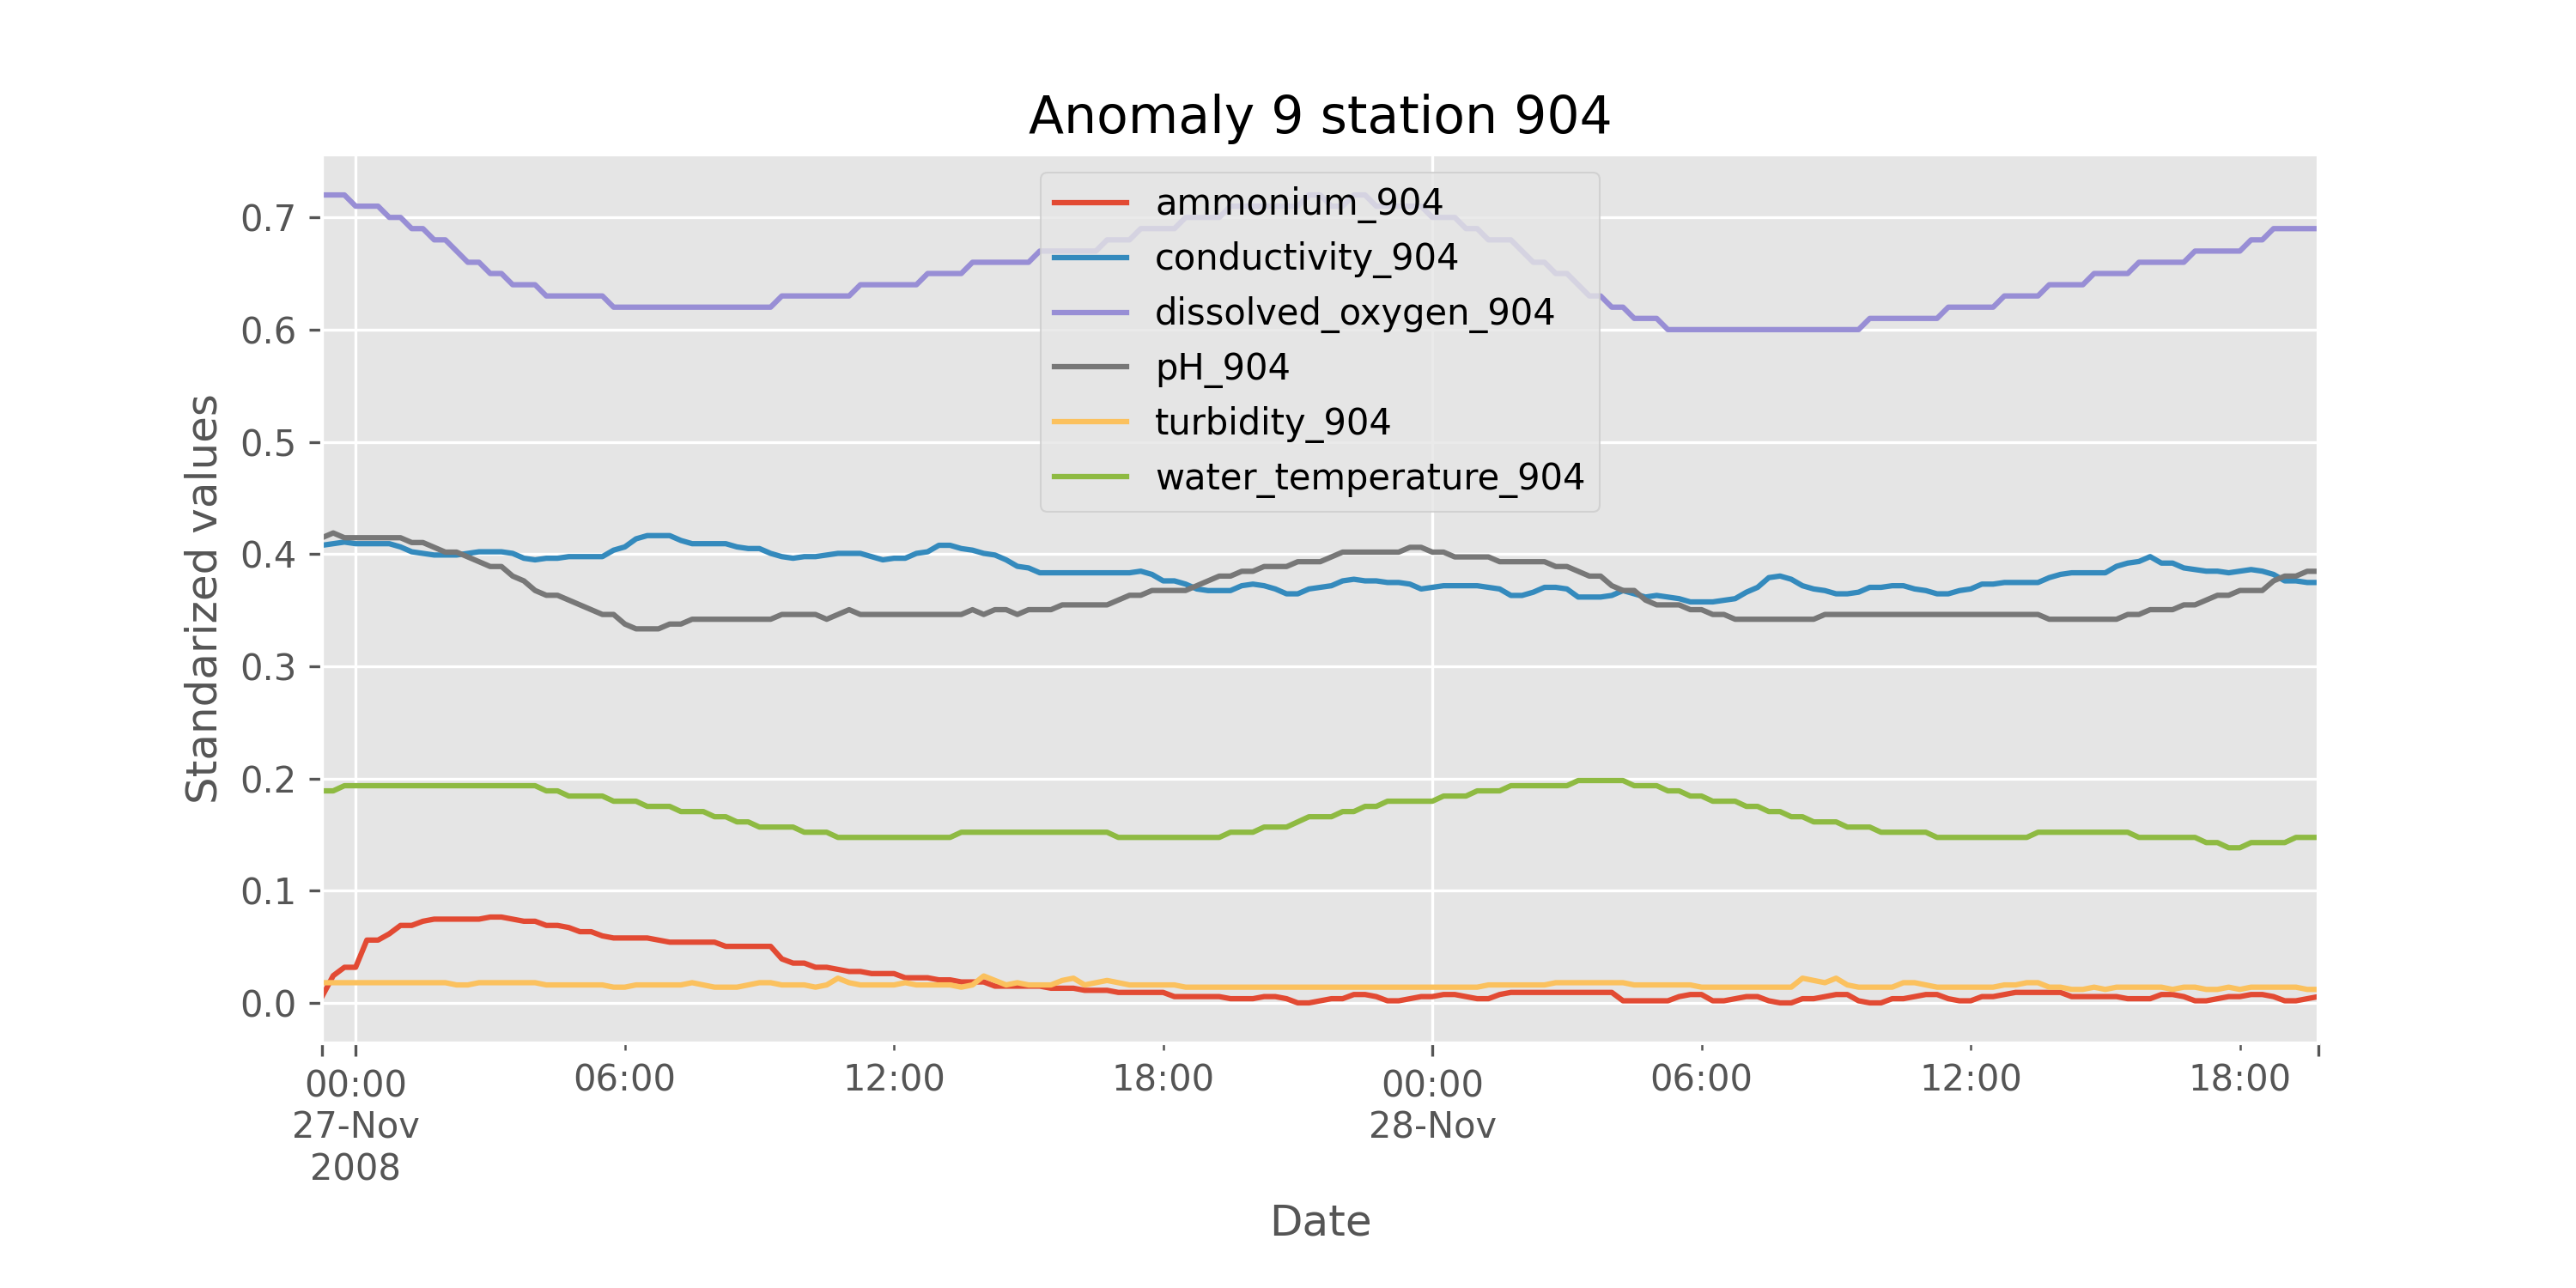 Anomaly 9 station 904
ammonium_904
conductivity_904
dissolved_oxygen_904
pH_904
turbidity_904
water_temperature_904
Standarized values
0.7
0.6
0.5
0.4
0.3
0.2
0.1
0.0
00:00 06:00 12:00 18:00 00:00 06:00 12:00 18:00
27-Nov 28-Nov
2008
Date